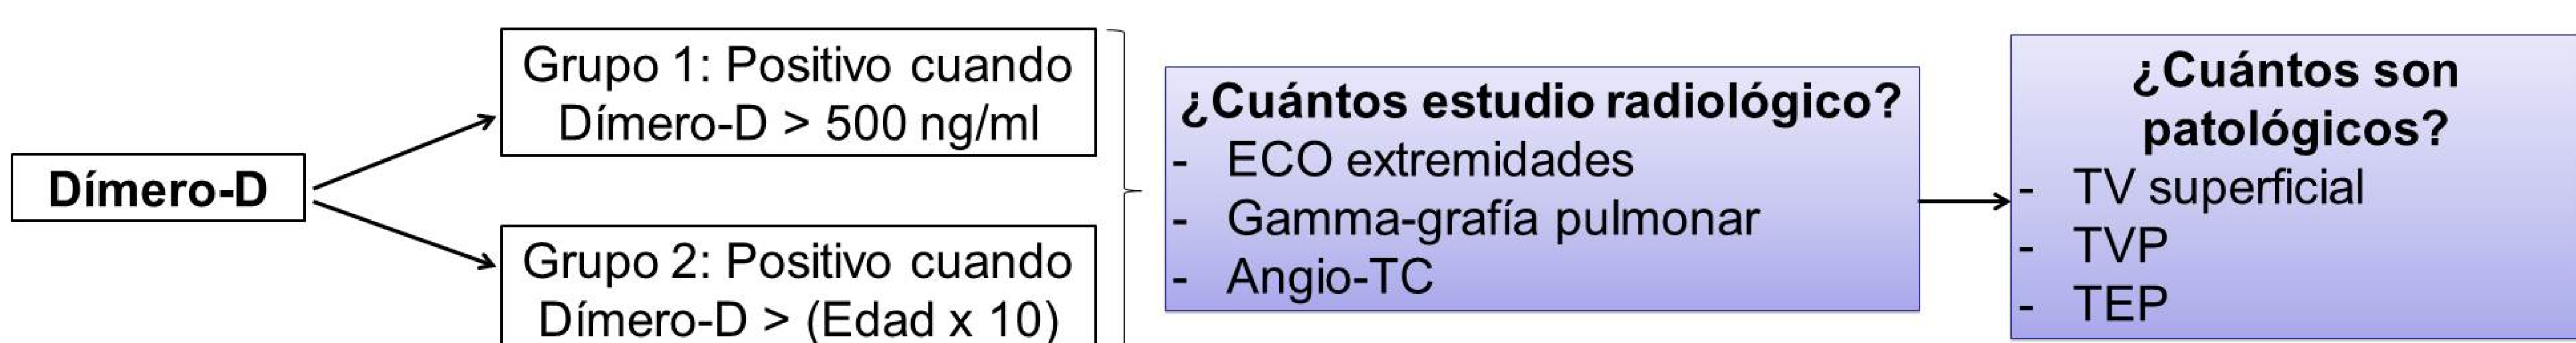 Dímero-D
Grupo 1: Positivo cuando
Dímero-D > 500 ng/ml
Grupo 2: Positivo cuando
Dímero-D > (Edad x 10)
¿Cuántos estudio radiológico?
- ECO extremidades
- Gamma-grafía pulmonar
- Angio-TC
¿Cuántos son
patológicos?
- TV superficial
- TVP
- TEP